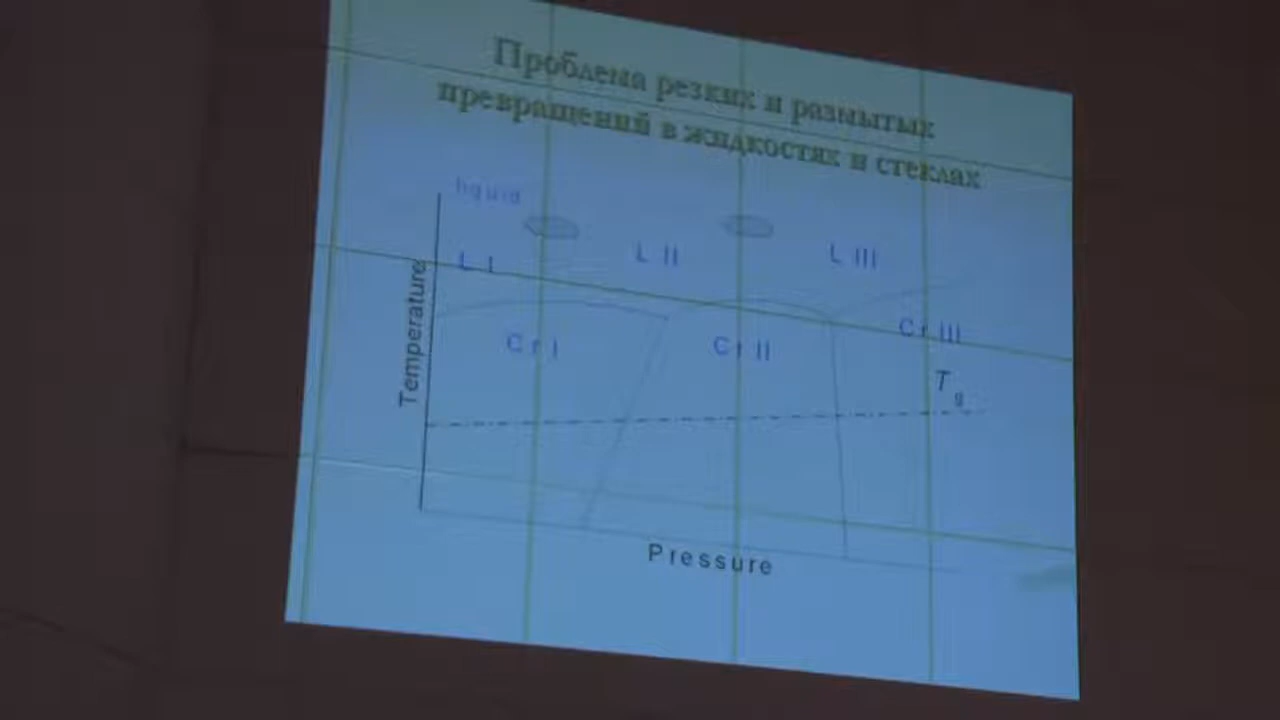 Проблема резких и размытых
превращений в жидкостях и стеклах
liquid
L I
L II
L III
Cr I
Cr II
Cr III
Tg
Temperature
Pressure